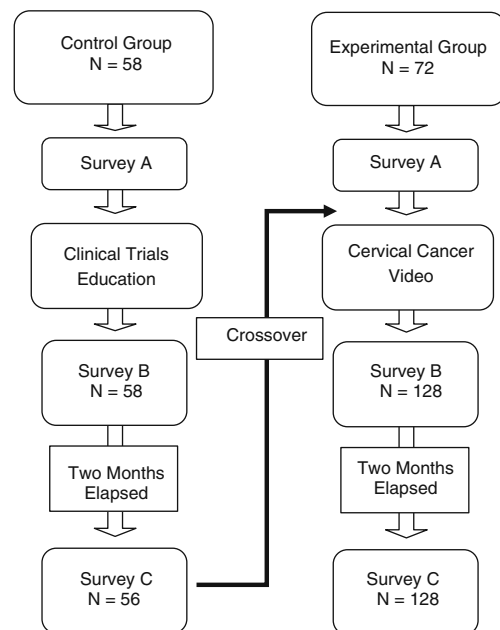 Control Group
N = 58
Survey A
Clinical Trials
Education
Survey B
N = 58
Two Months
Elapsed
Survey C
N = 56
Crossover
Experimental Group
N = 72
Survey A
Cervical Cancer
Video
Survey B
N = 128
Two Months
Elapsed
Survey C
N = 128